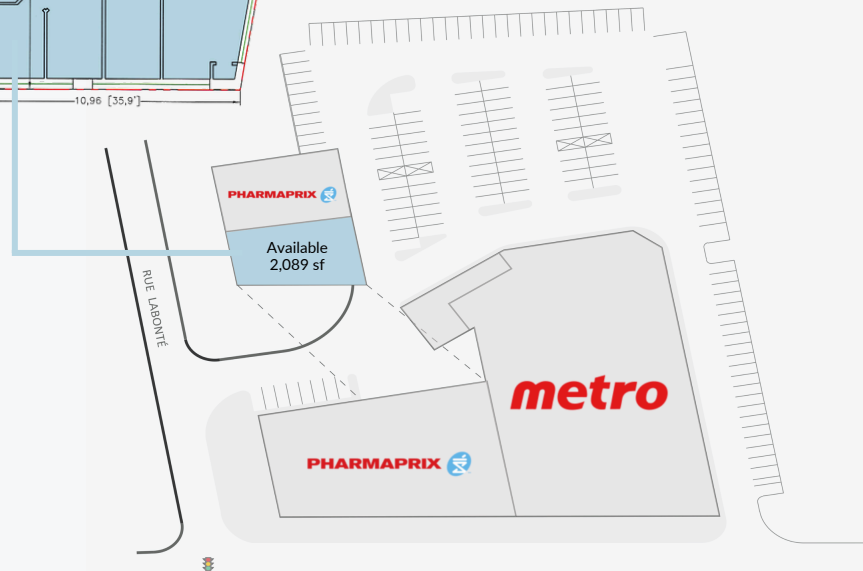 10,96 [35,9']
PHARMAPRIX
Available
2,089 sf
RUE LABONTÉ
metro
PHARMAPRIX